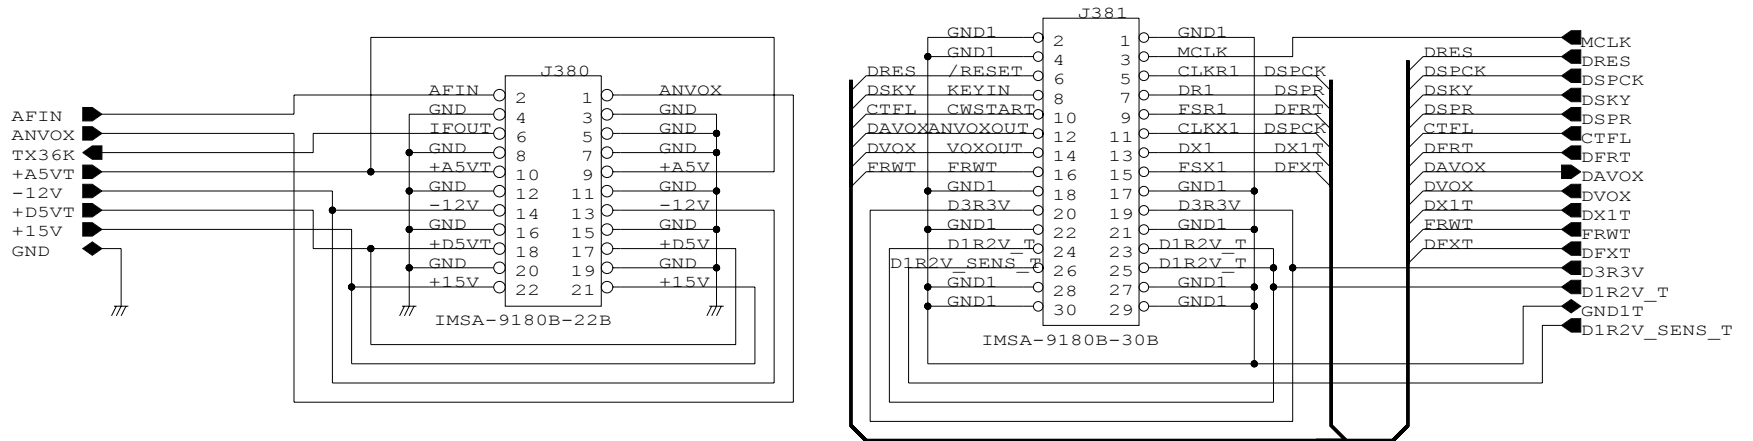 J380
AFIN 2 1 ANVOX
GND 4 3 GND
IFOUT 6 5 GND
GND 8 7 GND
+A5VT 10 9 +A5V
GND 12 11 GND
-12V 14 13 -12V
GND 16 15 GND
+D5VT 18 17 +D5V
GND 20 19 GND
+15V 22 21 +15V
IMSA-9180B-22B
AFIN
ANVOX
TX36K
+A5VT
-12V
+D5VT
+15V
GND
J381
GND1 2 1 GND1
GND1 4 3 MCLK
DRES /RESET 6 5 CLKR1 DSPCK
DSKY KEYIN 8 7 DR1 DSPR
CTFL CWSTART 10 9 FSR1 DFRT
DAVOX ANVOXOUT 12 11 CLKX1 DSPCK
DVOX VOXOUT 14 13 DX1 DX1T
FRWT FRWT 16 15 FSX1 DFXT
GND1 18 17 GND1
D3R3V 20 19 D3R3V
GND1 22 21 GND1
D1R2V_T 24 23 D1R2V_T
D1R2V_SENS_T 26 25 D1R2V_T
GND1 28 27 GND1
GND1 30 29 GND1
IMSA-9180B-30B
MCLK
DRES DRES
DSPCK DSPCK
DSKY DSKY
DSPR DSPR
CTFL CTFL
DFRT DFRT
DAVOX DAVOX
DVOX DVOX
DX1T DX1T
FRWT FRWT
DFXT DFXT
D3R3V
D1R2V_T
GND1T
D1R2V_SENS_T